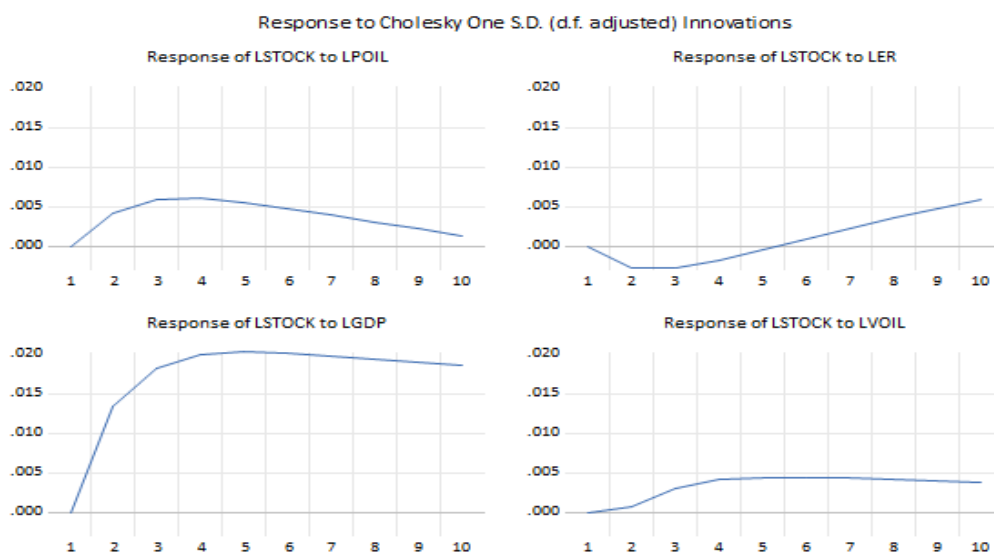 Response to Cholesky One S.D. (d.f. adjusted) Innovations
Response of LSTOCK to LPOIL
.020
.015
.010
.005
.000
1 2 3 4 5 6 7 8 9 10
Response of LSTOCK to LER
.020
.015
.010
.005
.000
1 2 3 4 5 6 7 8 9 10
Response of LSTOCK to LGDP
.020
.015
.010
.005
.000
1 2 3 4 5 6 7 8 9 10
Response of LSTOCK to LVOIL
.020
.015
.010
.005
.000
1 2 3 4 5 6 7 8 9 10